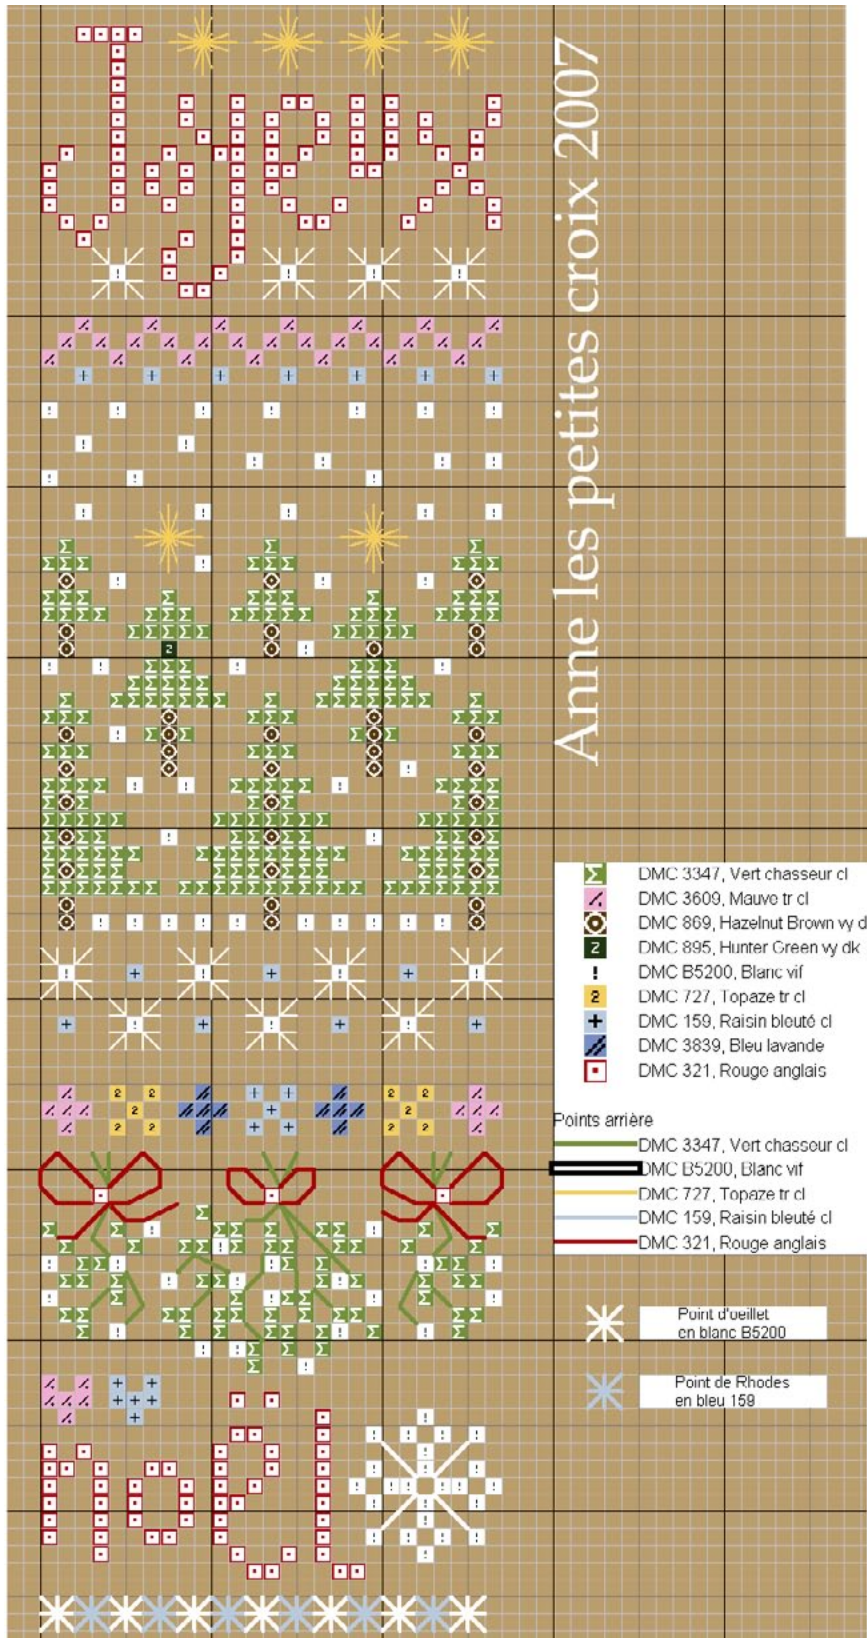 Joyeux
Anne les petites croix 2007
DMC 3347, Vert chasseur cl
DMC 3609, Mauve tr cl
DMC 869, Hazelnut Brown vy d
DMC 895, Hunter Green vy dk
DMC B5200, Blanc vif
DMC 727, Topaze tr cl
DMC 159, Raisin bleuté cl
DMC 3839, Bleu lavande
DMC 321, Rouge anglais
Points arrière
DMC 3347, Vert chasseur cl
DMC B5200, Blanc vif
DMC 727, Topaze tr cl
DMC 159, Raisin bleuté cl
DMC 321, Rouge anglais
Point d'oeillet
en blanc B5200
Point de Rhodes
en bleu 159
noël